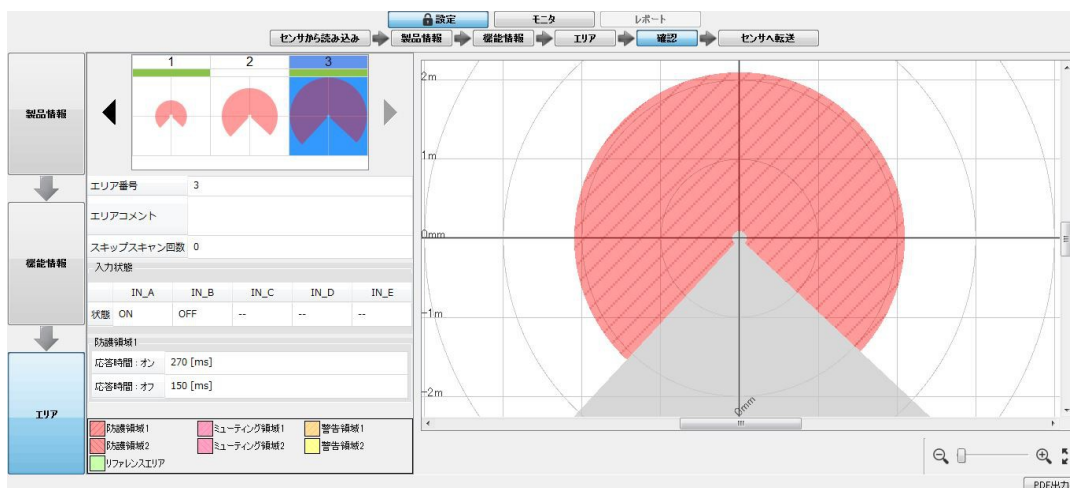 設定 モニタ レポート
センサから読み込み 製品情報 機能情報 エリア 確認 センサへ転送
製品情報
機能情報
エリア
1 2 3
エリア番号 3
エリアコメント
スキップスキャン回数 0
入力状態
IN_A IN_B IN_C IN_D IN_E
状態 ON OFF -- -- --
防護領域1
応答時間:オン 270 [ms]
応答時間:オフ 150 [ms]
防護領域1 ミューティング領域1 警告領域1
防護領域2 ミューティング領域2 警告領域2
リファレンスエリア
2m
1m
0mm
-1m
-2m
0mm
PDF出力